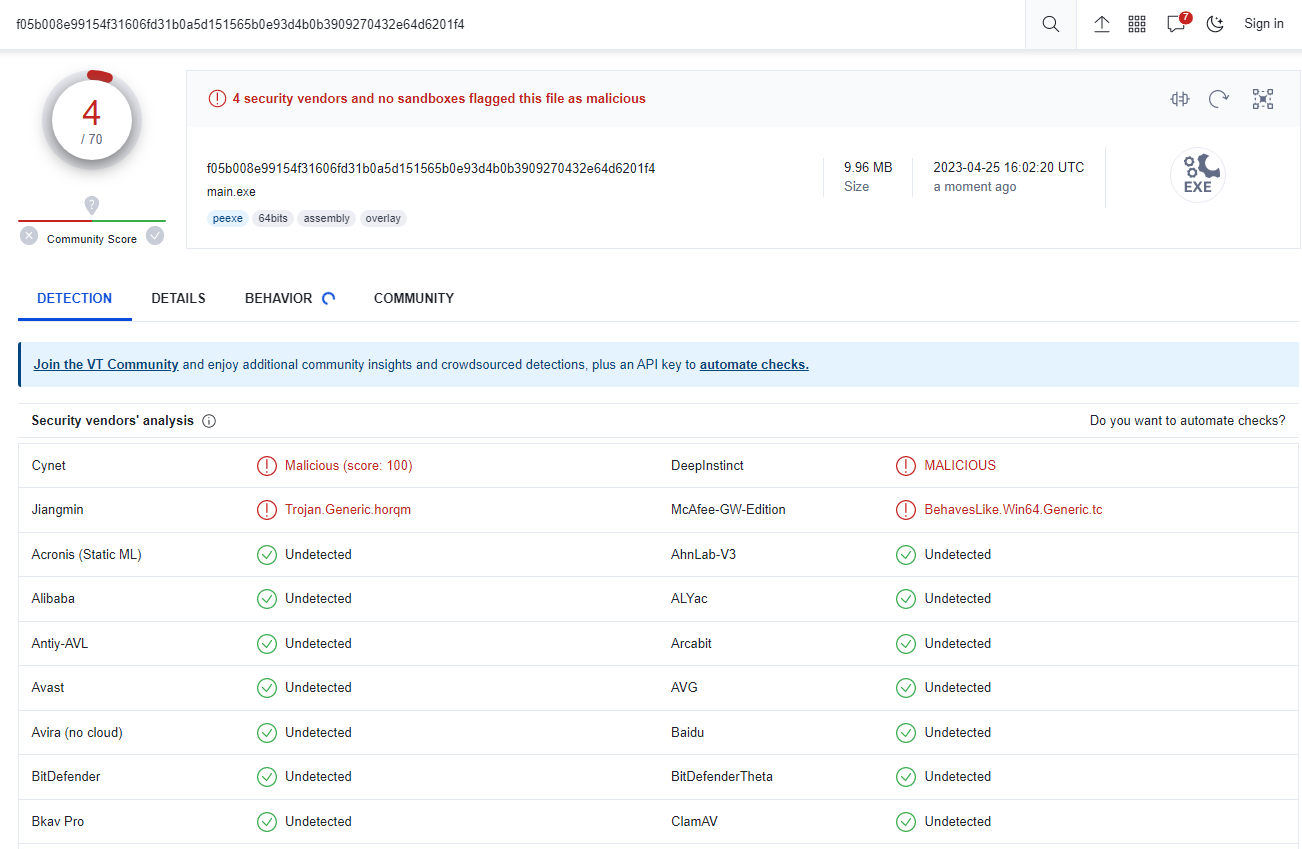 f05b008e99154f31606fd31b0a5d151565b0e93d4b0b3909270432e64d6201f4
7
Sign in
4
/ 70
Community Score
4 security vendors and no sandboxes flagged this file as malicious
f05b008e99154f31606fd31b0a5d151565b0e93d4b0b3909270432e64d6201f4
main.exe
peexe 64bits assembly overlay
9.96 MB
Size
2023-04-25 16:02:20 UTC
a moment ago
EXE
DETECTION DETAILS BEHAVIOR COMMUNITY
Join the VT Community and enjoy additional community insights and crowdsourced detections, plus an API key to automate checks.
Security vendors' analysis Do you want to automate checks?
Cynet Malicious (score: 100) DeepInstinct MALICIOUS
Jiangmin Trojan.Generic.horqm McAfee-GW-Edition BehavesLike.Win64.Generic.tc
Acronis (Static ML) Undetected AhnLab-V3 Undetected
Alibaba Undetected ALYac Undetected
Antiy-AVL Undetected Arcabit Undetected
Avast Undetected AVG Undetected
Avira (no cloud) Undetected Baidu Undetected
BitDefender Undetected BitDefenderTheta Undetected
Bkav Pro Undetected ClamAV Undetected